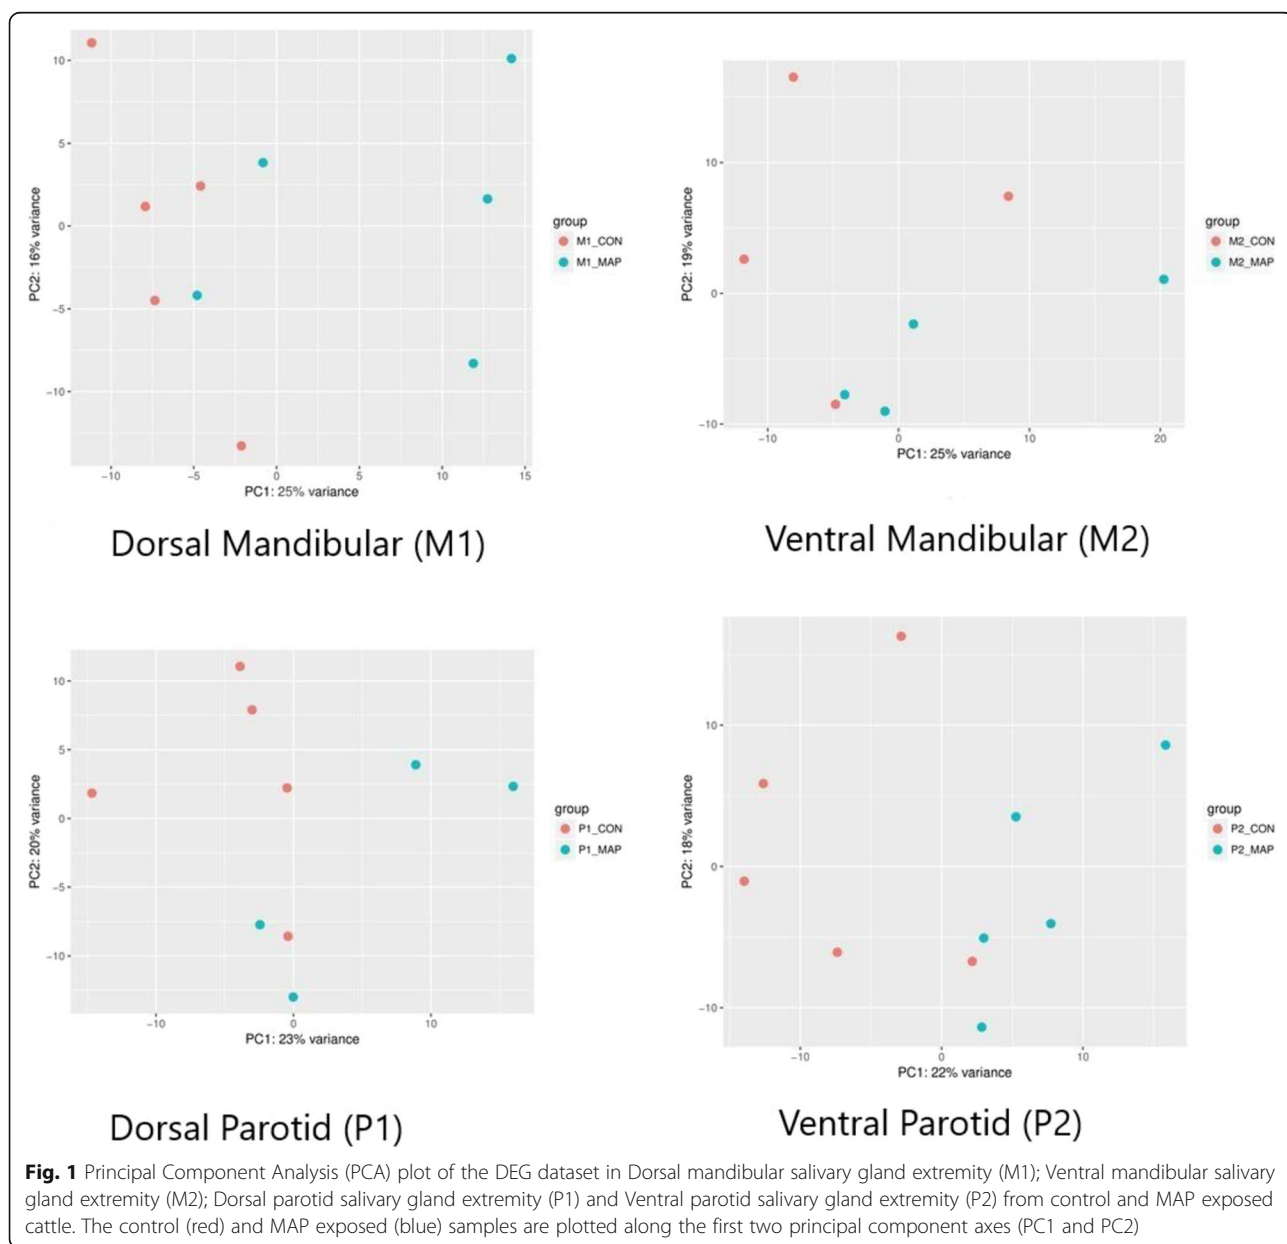 10
5
0
−5
−10
PC2: 16% variance
−10 −5 0 5 10 15
PC1: 25% variance
group
M1_CON
M1_MAP
Dorsal Mandibular (M1)
10
0
−10
PC2: 19% variance
−10 0 10 20
PC1: 25% variance
group
M2_CON
M2_MAP
Ventral Mandibular (M2)
10
5
0
−5
−10
PC2: 20% variance
−10 0 10
PC1: 23% variance
group
P1_CON
P1_MAP
Dorsal Parotid (P1)
10
0
−10
PC2: 18% variance
−10 0 10
PC1: 22% variance
group
P2_CON
P2_MAP
Ventral Parotid (P2)
Fig. 1 Principal Component Analysis (PCA) plot of the DEG dataset in Dorsal mandibular salivary gland extremity (M1); Ventral mandibular salivary
gland extremity (M2); Dorsal parotid salivary gland extremity (P1) and Ventral parotid salivary gland extremity (P2) from control and MAP exposed
cattle. The control (red) and MAP exposed (blue) samples are plotted along the first two principal component axes (PC1 and PC2)